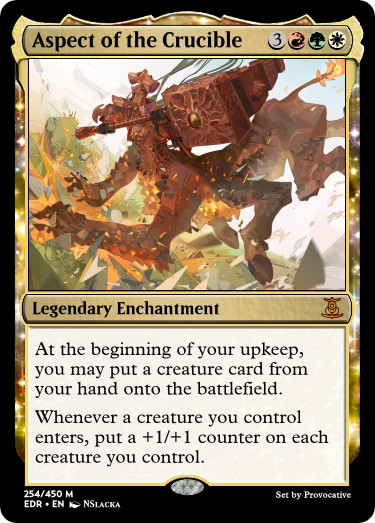 Aspect of the Crucible 3
Legendary Enchantment
At the beginning of your upkeep,
you may put a creature card from
your hand onto the battlefield.
Whenever a creature you control
enters, put a +1/+1 counter on each
creature you control.
254/450 M
EDR • EN NSlacka
Set by Provocative